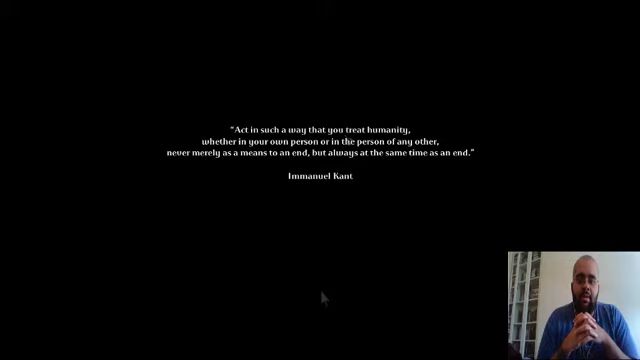 "Act in such a way that you treat humanity,
whether in your own person or in the person of any other,
never merely as a means to an end, but always at the same time as an end."
Immanuel Kant